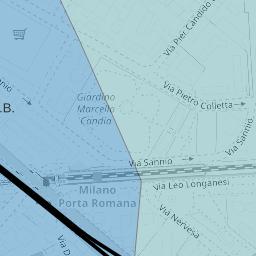 Via Pier Candido
Giardino
Marcello
Candia
Via Pietro Colletta
.B.
Via Sannio
Via Sannio
Milano
Porta Romana
via Leo Longanesi
Via Nervesa
Via D